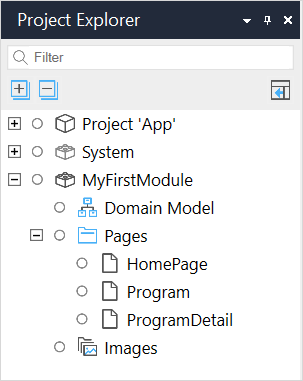 Project Explorer
Filter
Project 'App'
System
MyFirstModule
Domain Model
Pages
HomePage
Program
ProgramDetail
Images